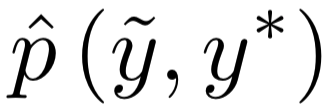 p̂ (ỹ, y*)